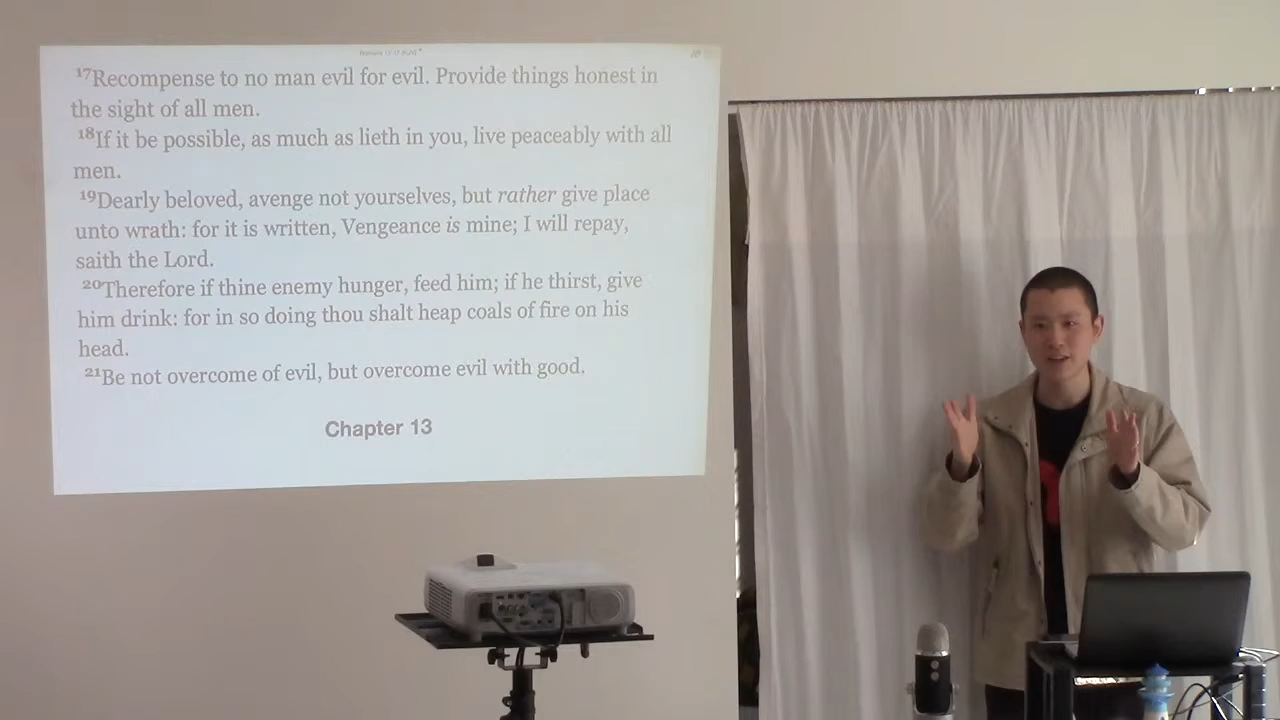 ¹⁷Recompense to no man evil for evil. Provide things honest in
the sight of all men.
¹⁸If it be possible, as much as lieth in you, live peaceably with all
men.
¹⁹Dearly beloved, avenge not yourselves, but rather give place
unto wrath: for it is written, Vengeance is mine; I will repay,
saith the Lord.
²⁰Therefore if thine enemy hunger, feed him; if he thirst, give
him drink: for in so doing thou shalt heap coals of fire on his
head.
²¹Be not overcome of evil, but overcome evil with good.
Chapter 13